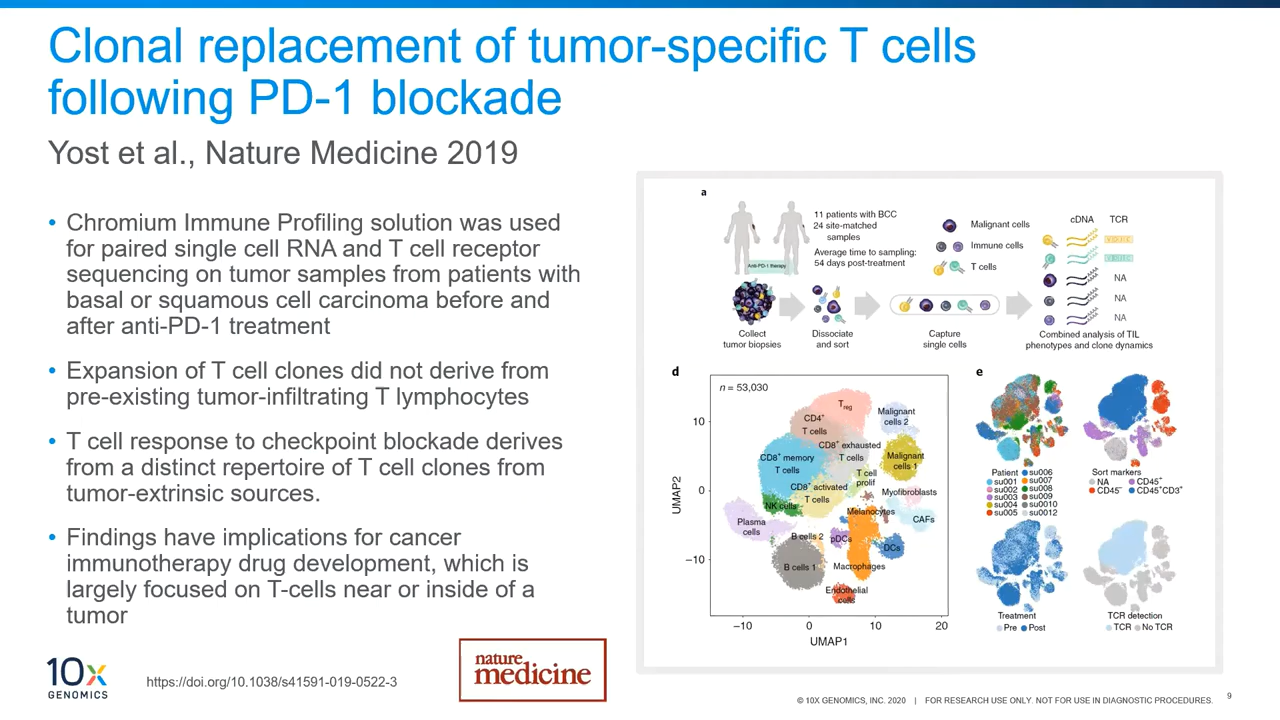 Clonal replacement of tumor-specific T cells
following PD-1 blockade
Yost et al., Nature Medicine 2019
• Chromium Immune Profiling solution was used
for paired single cell RNA and T cell receptor
sequencing on tumor samples from patients with
basal or squamous cell carcinoma before and
after anti-PD-1 treatment
• Expansion of T cell clones did not derive from
pre-existing tumor-infiltrating T lymphocytes
• T cell response to checkpoint blockade derives
from a distinct repertoire of T cell clones from
tumor-extrinsic sources.
• Findings have implications for cancer
immunotherapy drug development, which is
largely focused on T-cells near or inside of a
tumor
a
Anti-PD-1 therapy
11 patients with BCC
24 site-matched
samples
Average time to sampling:
54 days post-treatment
Malignant cells
Immune cells
T cells
cDNA TCR
NA
NA
NA
Collect
tumor biopsies
Dissociate
and sort
Capture
single cells
Combined analysis of TIL
phenotypes and clone dynamics
d
n = 53,030
Treg
CD4+
T cells
Malignant
cells 2
CD8+ exhausted
T cells
CD8+ memory
T cells
Malignant
cells 1
T cell
prolif
CD8+ activated
T cells
Myofibroblasts
NK cells
Melanocytes
CAFs
Plasma
cells
B cells 2
pDCs
DCs
B cells 1
Macrophages
Endothelial
cells
10
0
−10
UMAP2
−10 0 10 20
UMAP1
e
Patient
su001
su002
su003
su004
su005
su006
su007
su008
su009
su0010
su0012
Sort markers
NA CD45+
CD45− CD45+CD3+
Treatment
Pre Post
TCR detection
TCR No TCR
10x
GENOMICS
https://doi.org/10.1038/s41591-019-0522-3
nature
medicine
© 10X GENOMICS, INC. 2020 | FOR RESEARCH USE ONLY. NOT FOR USE IN DIAGNOSTIC PROCEDURES.
9